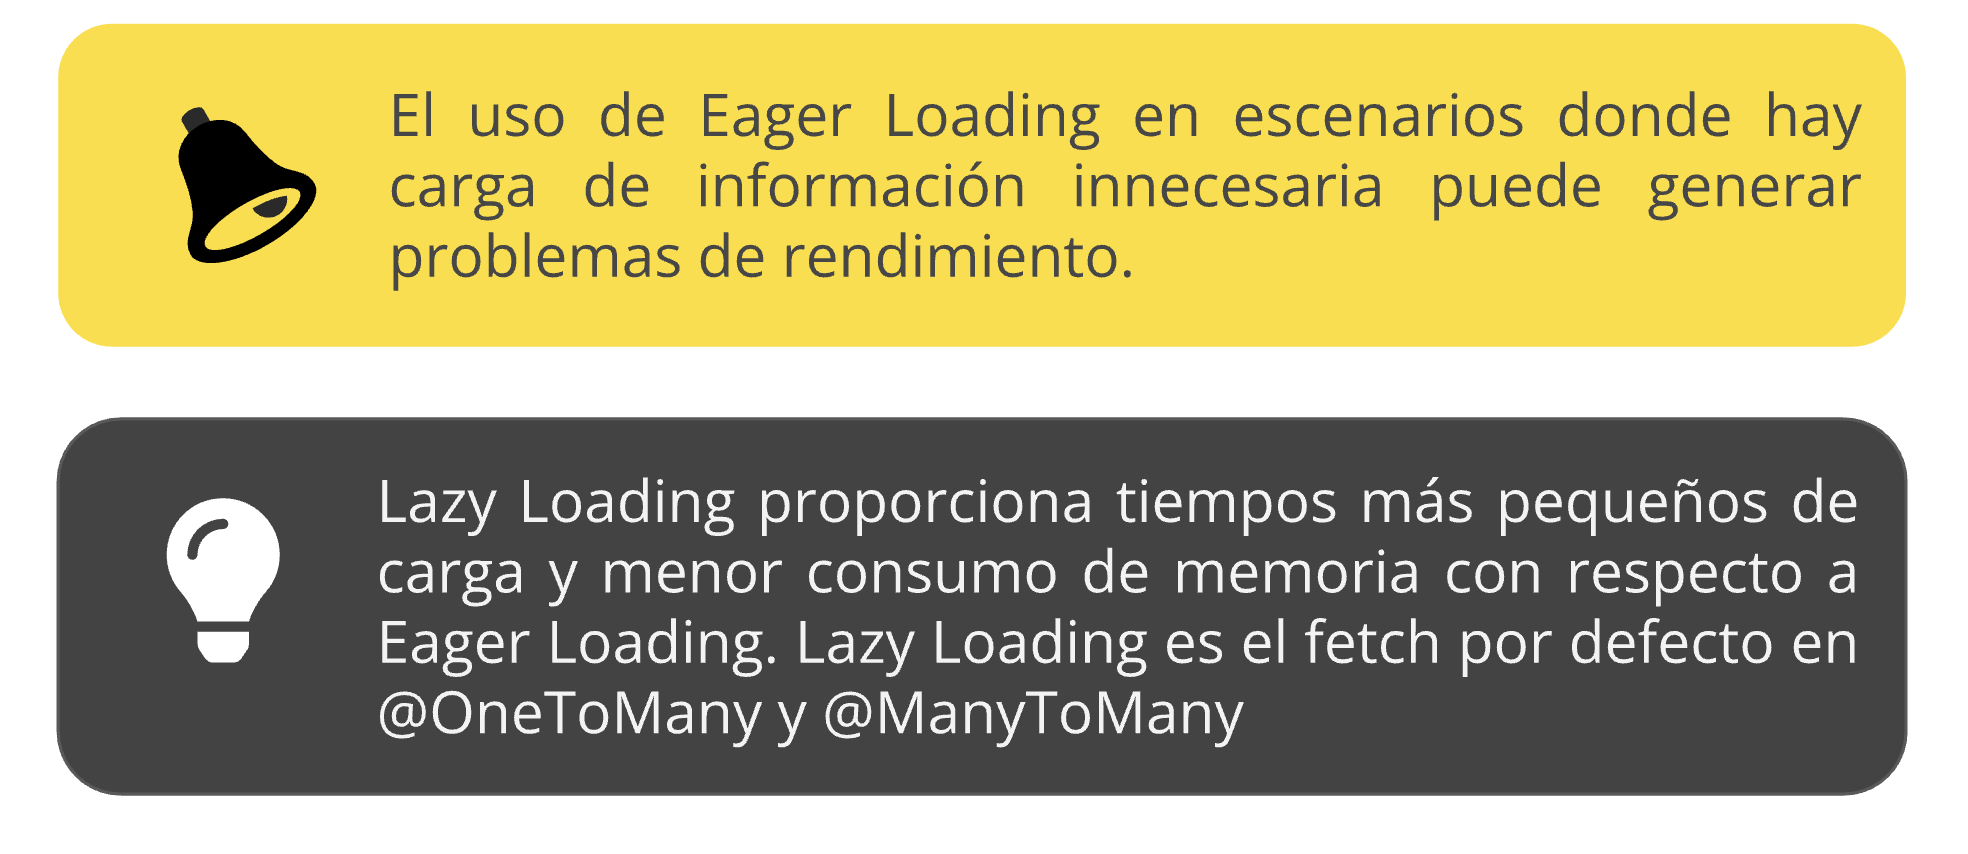 El uso de Eager Loading en escenarios donde hay
carga de información innecesaria puede generar
problemas de rendimiento.
Lazy Loading proporciona tiempos más pequeños de
carga y menor consumo de memoria con respecto a
Eager Loading. Lazy Loading es el fetch por defecto en
@OneToMany y @ManyToMany